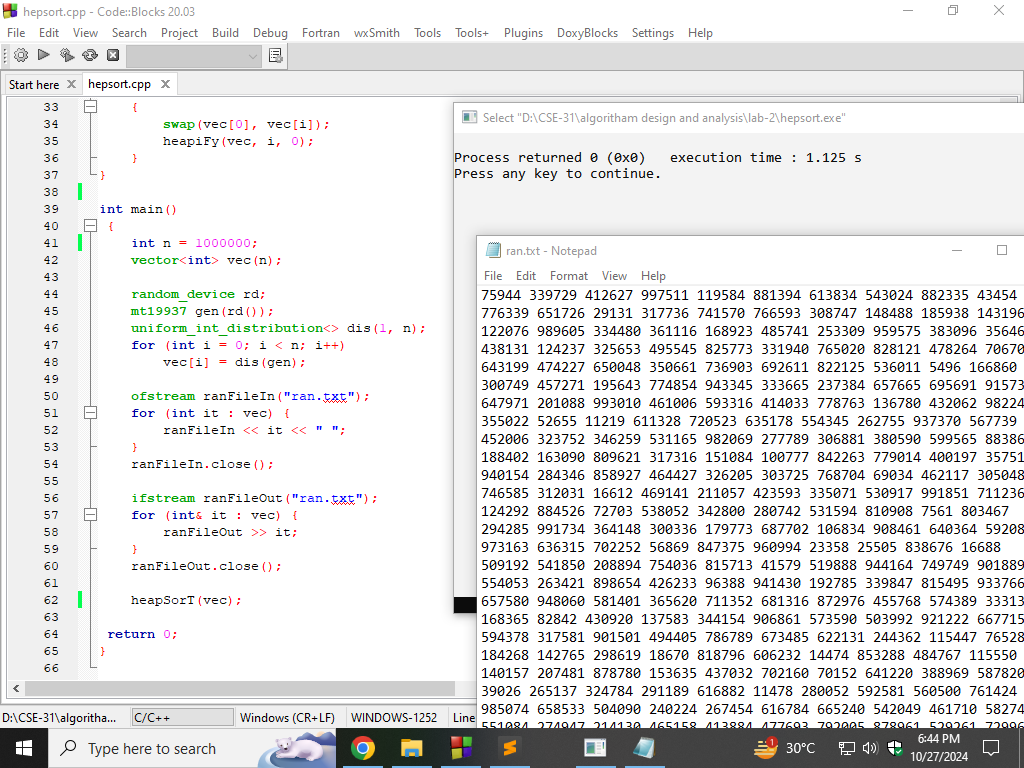 hepsort.cpp - Code::Blocks 20.03
File Edit View Search Project Build Debug Fortran wxSmith Tools Tools+ Plugins DoxyBlocks Settings Help
Start here hepsort.cpp
33 {
34 swap(vec[0], vec[i]);
35 heapiFy(vec, i, 0);
36 }
37 }
38
39 int main()
40 {
41 int n = 1000000;
42 vector<int> vec(n);
43
44 random_device rd;
45 mt19937 gen(rd());
46 uniform_int_distribution<> dis(1, n);
47 for (int i = 0; i < n; i++)
48 vec[i] = dis(gen);
49
50 ofstream ranFileIn("ran.txt");
51 for (int it : vec) {
52 ranFileIn << it << " ";
53 }
54 ranFileIn.close();
55
56 ifstream ranFileOut("ran.txt");
57 for (int& it : vec) {
58 ranFileOut >> it;
59 }
60 ranFileOut.close();
61
62 heapSorT(vec);
63
64 return 0;
65 }
66
D:\CSE-31\algoritha... C/C++ Windows (CR+LF) WINDOWS-1252 Line
Select "D:\CSE-31\algoritham design and analysis\lab-2\hepsort.exe"
Process returned 0 (0x0) execution time : 1.125 s
Press any key to continue.
ran.txt - Notepad
File Edit Format View Help
75944 339729 412627 997511 119584 881394 613834 543024 882335 43454
776339 651726 29131 317736 741570 766593 308747 148488 185938 143196
122076 989605 334480 361116 168923 485741 253309 959575 383096 35646
438131 124237 325653 495545 825773 331940 765020 828121 478264 70670
643199 474227 650048 350661 736903 692611 822125 536011 5496 166860
300749 457271 195643 774854 943345 333665 237384 657665 695691 91573
647971 201088 993010 461006 593316 414033 778763 136780 432062 98224
355022 52655 11219 611328 720523 635178 554345 262755 937370 567739
452006 323752 346259 531165 982069 277789 306881 380590 599565 88386
188402 163090 809621 317316 151084 100777 842263 779014 400197 35751
940154 284346 858927 464427 326205 303725 768704 69034 462117 305048
746585 312031 16612 469141 211057 423593 335071 530917 991851 711236
124292 884526 72703 538052 342800 280742 531594 810908 7561 803467
294285 991734 364148 300336 179773 687702 106834 908461 640364 59208
973163 636315 702252 56869 847375 960994 23358 25505 838676 16688
509192 541850 208894 754036 815713 41579 519888 944164 749749 901889
554053 263421 898654 426233 96388 941430 192785 339847 815495 933766
657580 948060 581401 365620 711352 681316 872976 455768 574389 33313
168365 82842 430920 137583 344154 906861 573590 503992 921222 667715
594378 317581 901501 494405 786789 673485 622131 244362 115447 76528
184268 142765 298619 18670 818796 606232 14474 853288 484767 115550
140157 207481 878780 153635 437032 702160 70152 641220 388969 587820
39026 265137 324784 291189 616882 11478 280052 592581 560500 761424
985074 658533 504090 240224 267454 616784 665240 542049 461710 58274
551084 274947 214130 465158 413884 477693 792005 878961 529261 72996
Type here to search
1 30°C
6:44 PM
10/27/2024